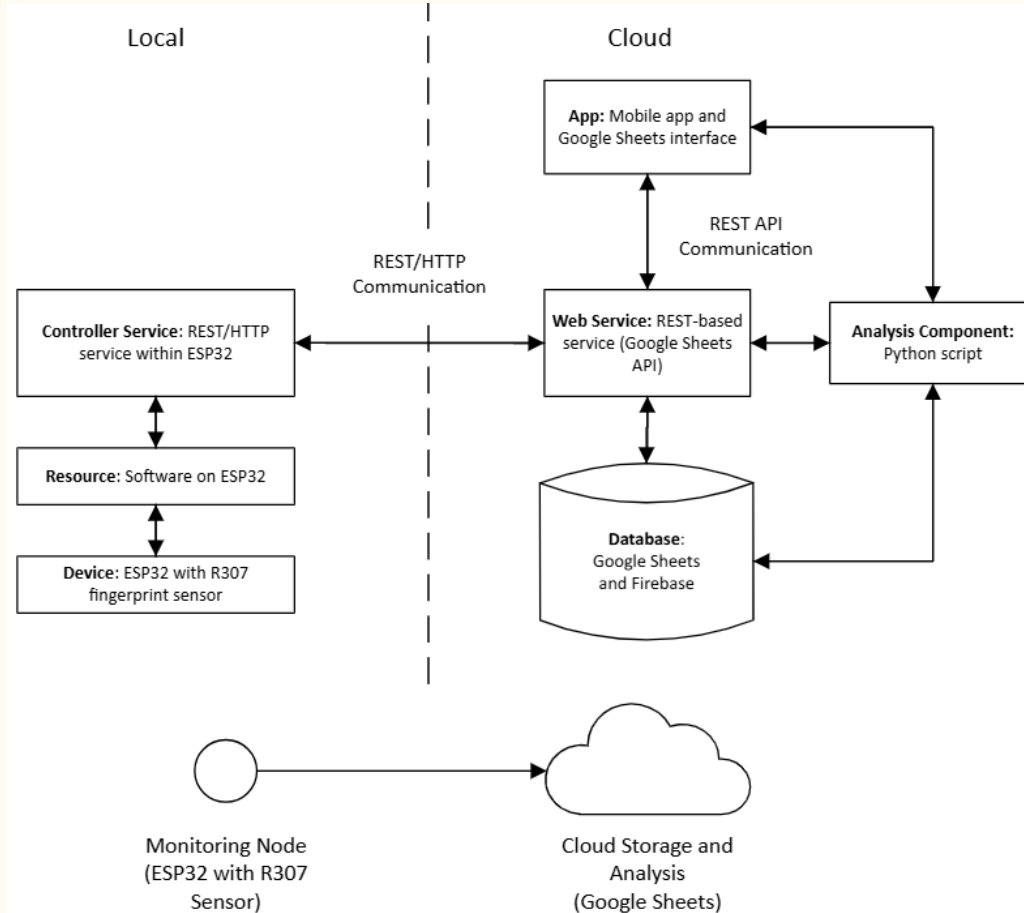 Local
Cloud
App: Mobile app and
Google Sheets interface
REST API
Communication
REST/HTTP
Communication
Controller Service: REST/HTTP
service within ESP32
Web Service: REST-based
service (Google Sheets
API)
Analysis Component:
Python script
Resource: Software on ESP32
Device: ESP32 with R307
fingerprint sensor
Database:
Google Sheets
and Firebase
Monitoring Node
(ESP32 with R307
Sensor)
Cloud Storage and
Analysis
(Google Sheets)